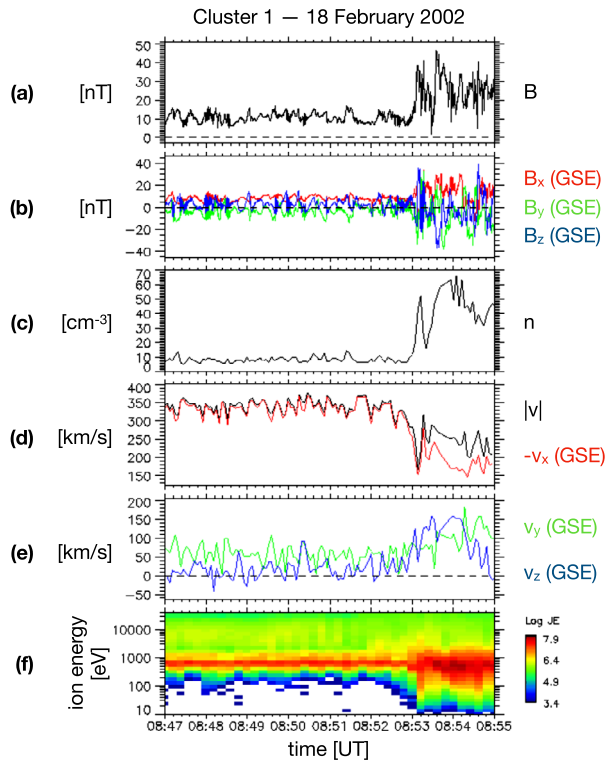 Cluster 1 — 18 February 2002
50
40
(a) [nT] 30 B
20
10
0
40
20 Bx (GSE)
(b) [nT] 0 By (GSE)
−20 Bz (GSE)
−40
70
60
50
(c) [cm-3] 40 n
30
20
10
0
400
350 |v|
300
(d) [km/s] 250 -vx (GSE)
200
150
200
150 vy (GSE)
100
(e) [km/s] 50 vz (GSE)
0
−50
Log JE
10000 7.9
(f) ion energy [eV] 1000 6.4
100 4.9
10 3.4
08:47 08:48 08:49 08:50 08:51 08:52 08:53 08:54 08:55
time [UT]